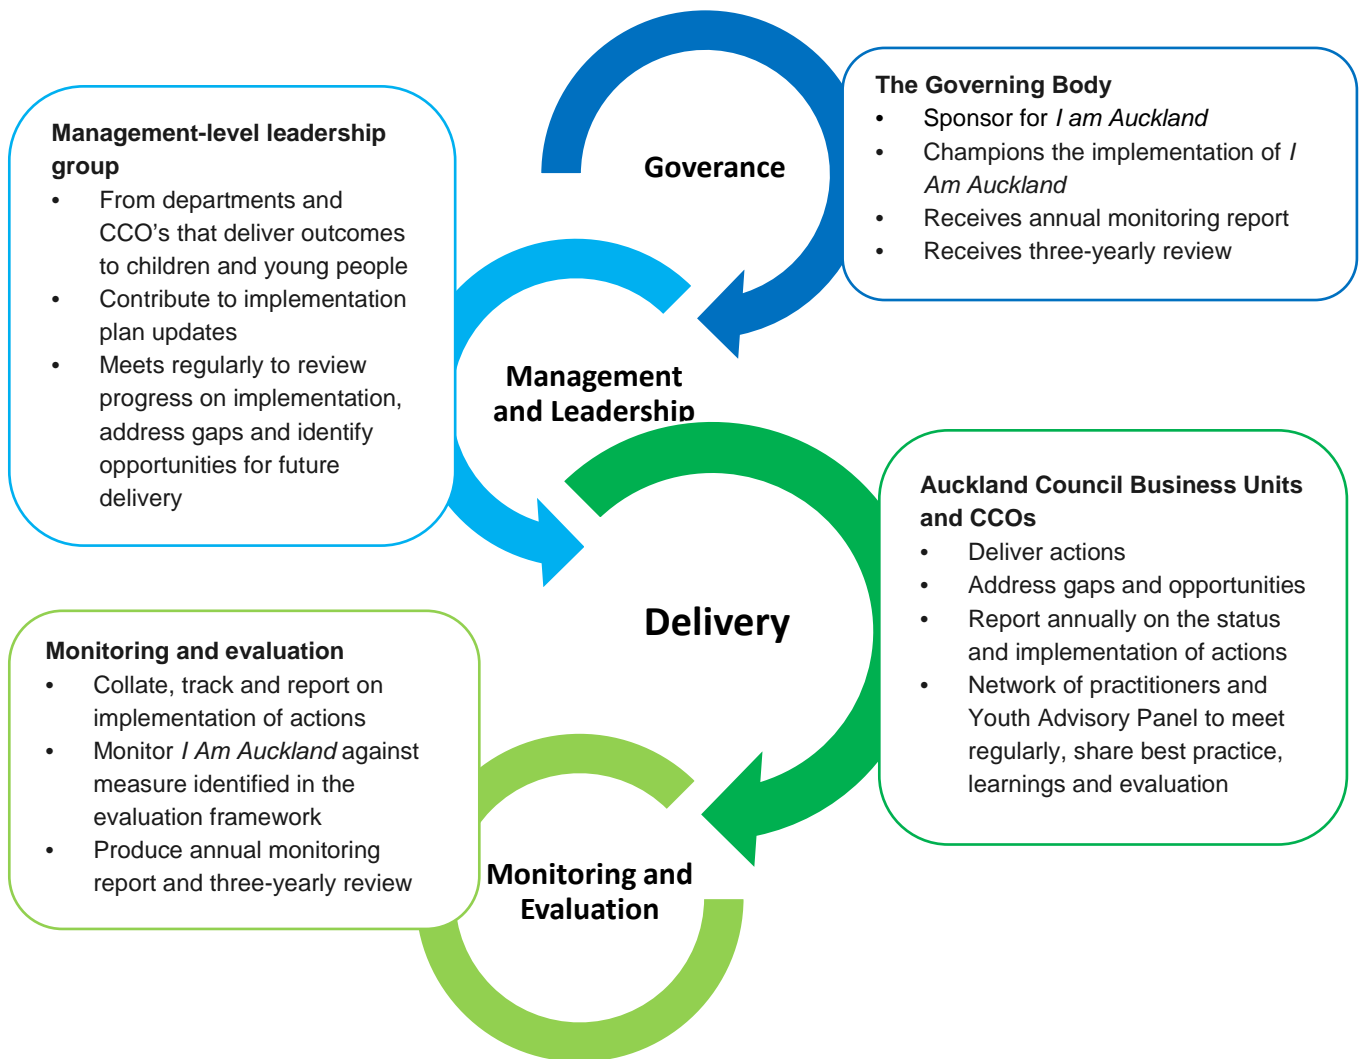 Goverance
The Governing Body
• Sponsor for I am Auckland
• Champions the implementation of I
Am Auckland
• Receives annual monitoring report
• Receives three-yearly review
Management-level leadership
group
• From departments and
CCO’s that deliver outcomes
to children and young people
• Contribute to implementation
plan updates
• Meets regularly to review
progress on implementation,
address gaps and identify
opportunities for future
delivery
Management
and Leadership
Delivery
Auckland Council Business Units
and CCOs
• Deliver actions
• Address gaps and opportunities
• Report annually on the status
and implementation of actions
• Network of practitioners and
Youth Advisory Panel to meet
regularly, share best practice,
learnings and evaluation
Monitoring and evaluation
• Collate, track and report on
implementation of actions
• Monitor I Am Auckland against
measure identified in the
evaluation framework
• Produce annual monitoring
report and three-yearly review
Monitoring and
Evaluation